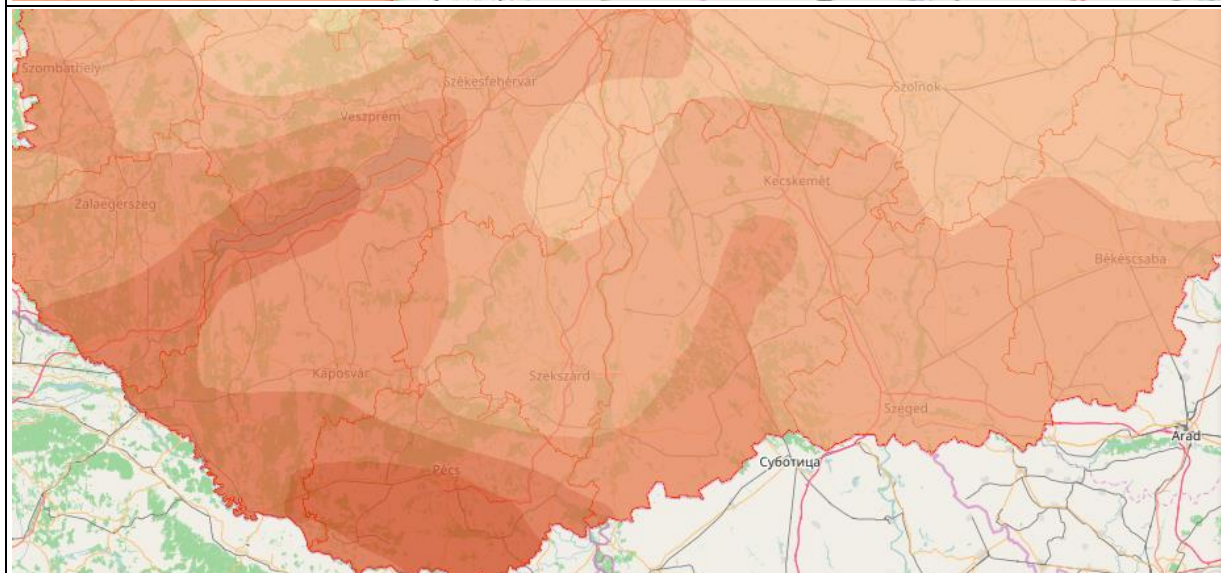 Szombathely
Székesfehérvár
Szolnok
Veszprém
Kecskemét
Zalaegerszeg
Békéscsaba
Kaposvár
Szekszárd
Szeged
Arad
Pécs
Суботица